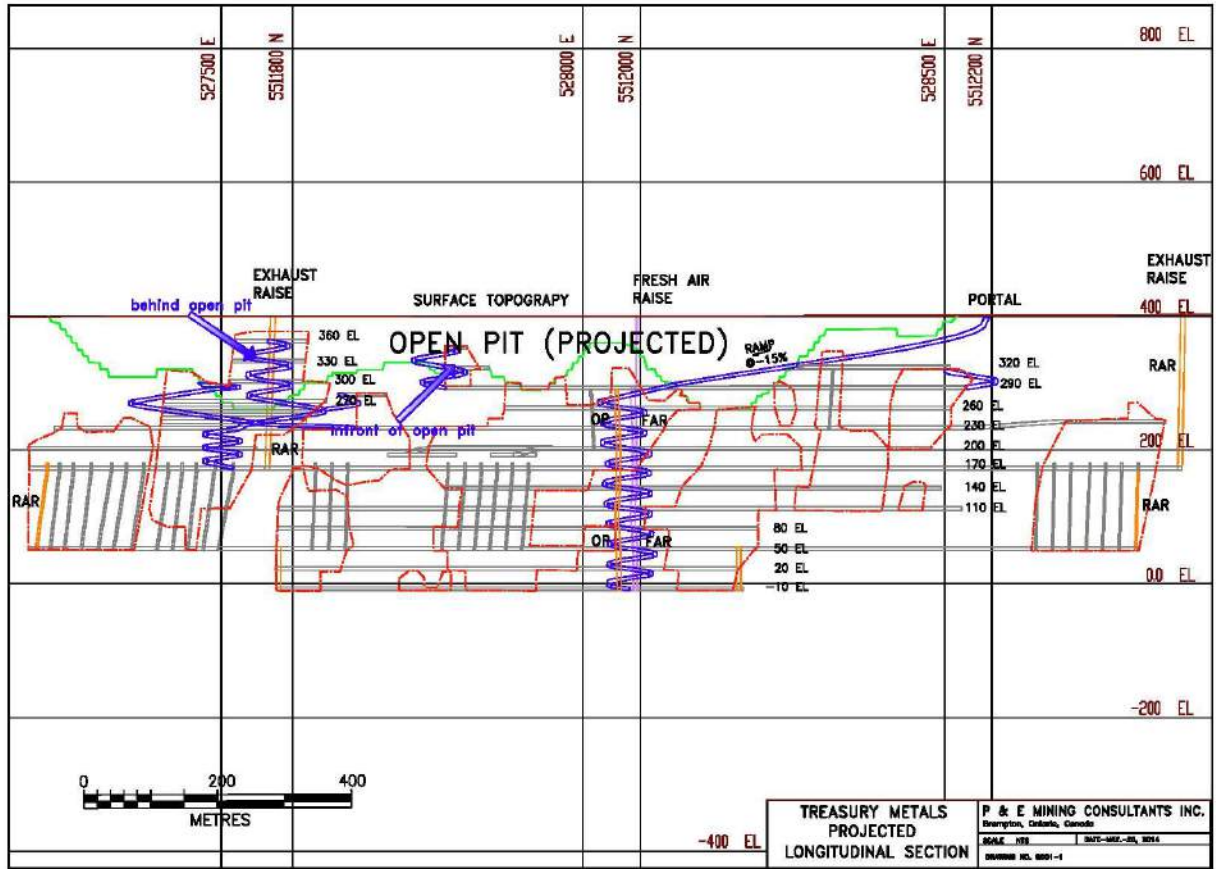 800 EL
527500 E
5511800 N
528000 E
5512000 N
528500 E
5512200 N
600 EL
EXHAUST
RAISE
behind open pit
SURFACE TOPOGRAPY
FRESH AIR
RAISE
PORTAL
EXHAUST
RAISE
400 EL
OPEN PIT (PROJECTED)
RAMP
@-15%
360 EL
330 EL
300 EL
270 EL
320 EL
290 EL
RAR
260 EL
230 EL
infront of open pit
OP
FAR
RAR
200 EL
200 EL
170 EL
RAR
140 EL
110 EL
RAR
80 EL
OP
FAR
50 EL
20 EL
0.0 EL
-10 EL
-200 EL
0 200 400
METRES
-400 EL
TREASURY METALS
PROJECTED
LONGITUDINAL SECTION
P & E MINING CONSULTANTS INC.
Brampton, Ontario, Canada
SCALE NTS